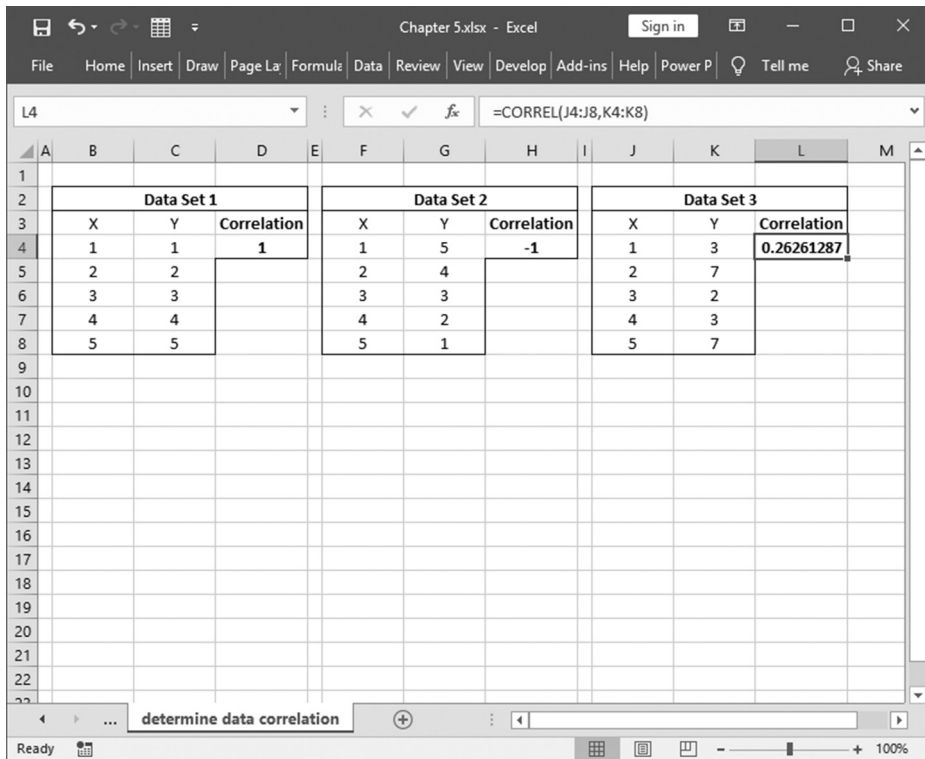 Chapter 5.xlsx - Excel Sign in
File Home Insert Draw Page La Formula Data Review View Develop Add-ins Help Power P Tell me Share
L4 fx =CORREL(J4:J8,K4:K8)
A B C D E F G H I J K L M
1
2 Data Set 1 Data Set 2 Data Set 3
3 X Y Correlation X Y Correlation X Y Correlation
4 1 1 1 1 5 -1 1 3 0.26261287
5 2 2 2 4 2 7
6 3 3 3 3 3 2
7 4 4 4 2 4 3
8 5 5 5 1 5 7
9
10
11
12
13
14
15
16
17
18
19
20
21
22
... determine data correlation
Ready 100%